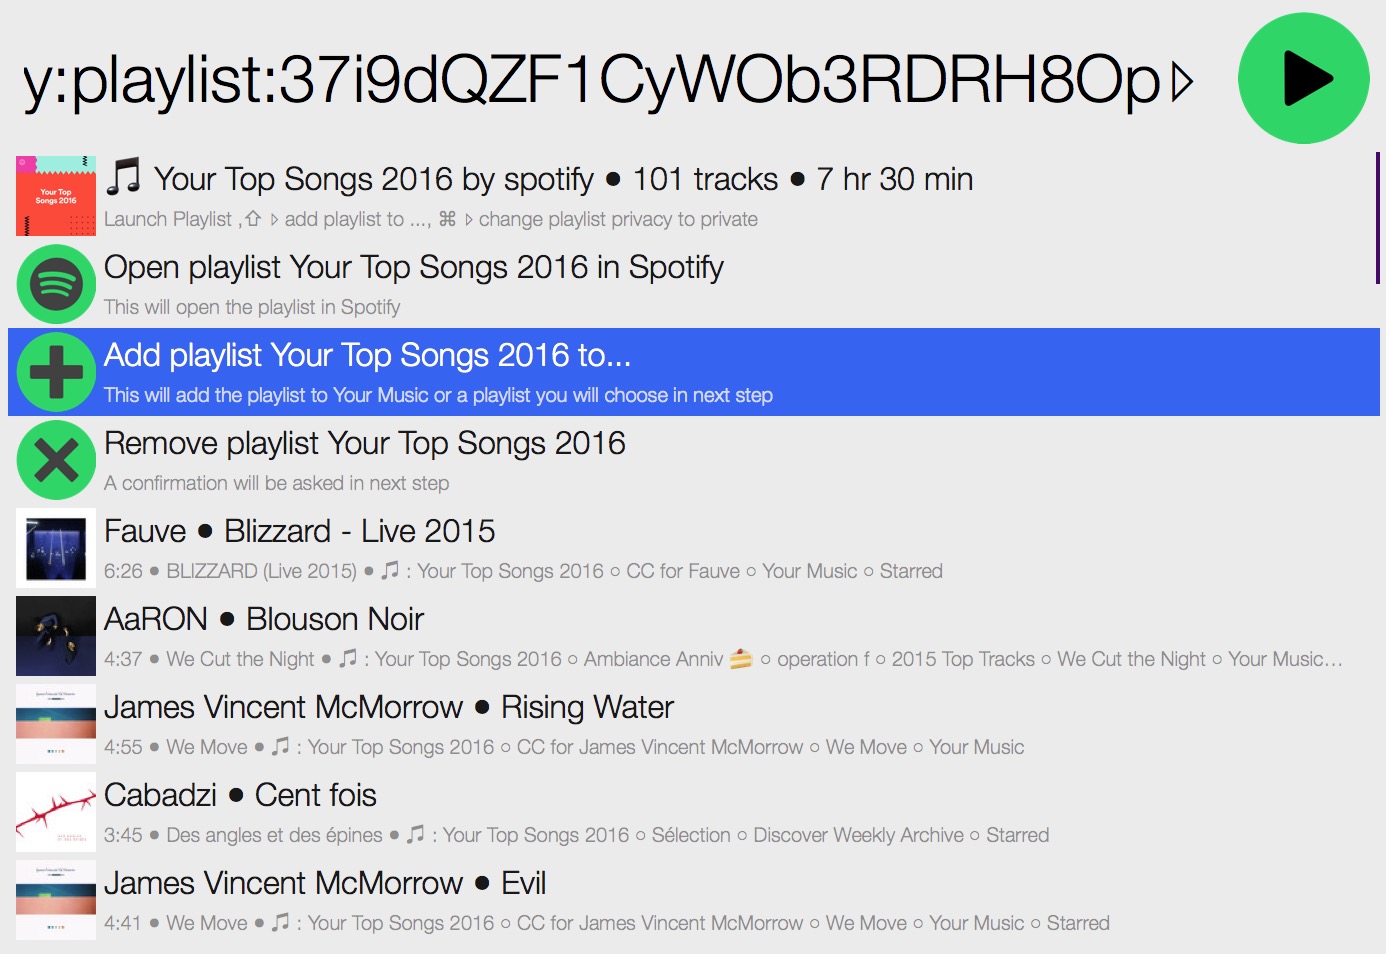 y:playlist:37i9dQZF1CyWOb3RDRH8Op▹
Your Top Songs 2016
🎵 Your Top Songs 2016 by spotify ● 101 tracks ● 7 hr 30 min
Launch Playlist ,⇧ ▹ add playlist to ..., ⌘ ▹ change playlist privacy to private
Open playlist Your Top Songs 2016 in Spotify
This will open the playlist in Spotify
Add playlist Your Top Songs 2016 to...
This will add the playlist to Your Music or a playlist you will choose in next step
Remove playlist Your Top Songs 2016
A confirmation will be asked in next step
Fauve ● Blizzard - Live 2015
6:26 ● BLIZZARD (Live 2015) ● 🎵 : Your Top Songs 2016 ○ CC for Fauve ○ Your Music ○ Starred
AaRON ● Blouson Noir
4:37 ● We Cut the Night ● 🎵 : Your Top Songs 2016 ○ Ambiance Anniv 🍰 ○ operation f ○ 2015 Top Tracks ○ We Cut the Night ○ Your Music...
James Vincent McMorrow ● Rising Water
4:55 ● We Move ● 🎵 : Your Top Songs 2016 ○ CC for James Vincent McMorrow ○ We Move ○ Your Music
Cabadzi ● Cent fois
3:45 ● Des angles et des épines ● 🎵 : Your Top Songs 2016 ○ Sélection ○ Discover Weekly Archive ○ Starred
James Vincent McMorrow ● Evil
4:41 ● We Move ● 🎵 : Your Top Songs 2016 ○ CC for James Vincent McMorrow ○ We Move ○ Your Music ○ Starred